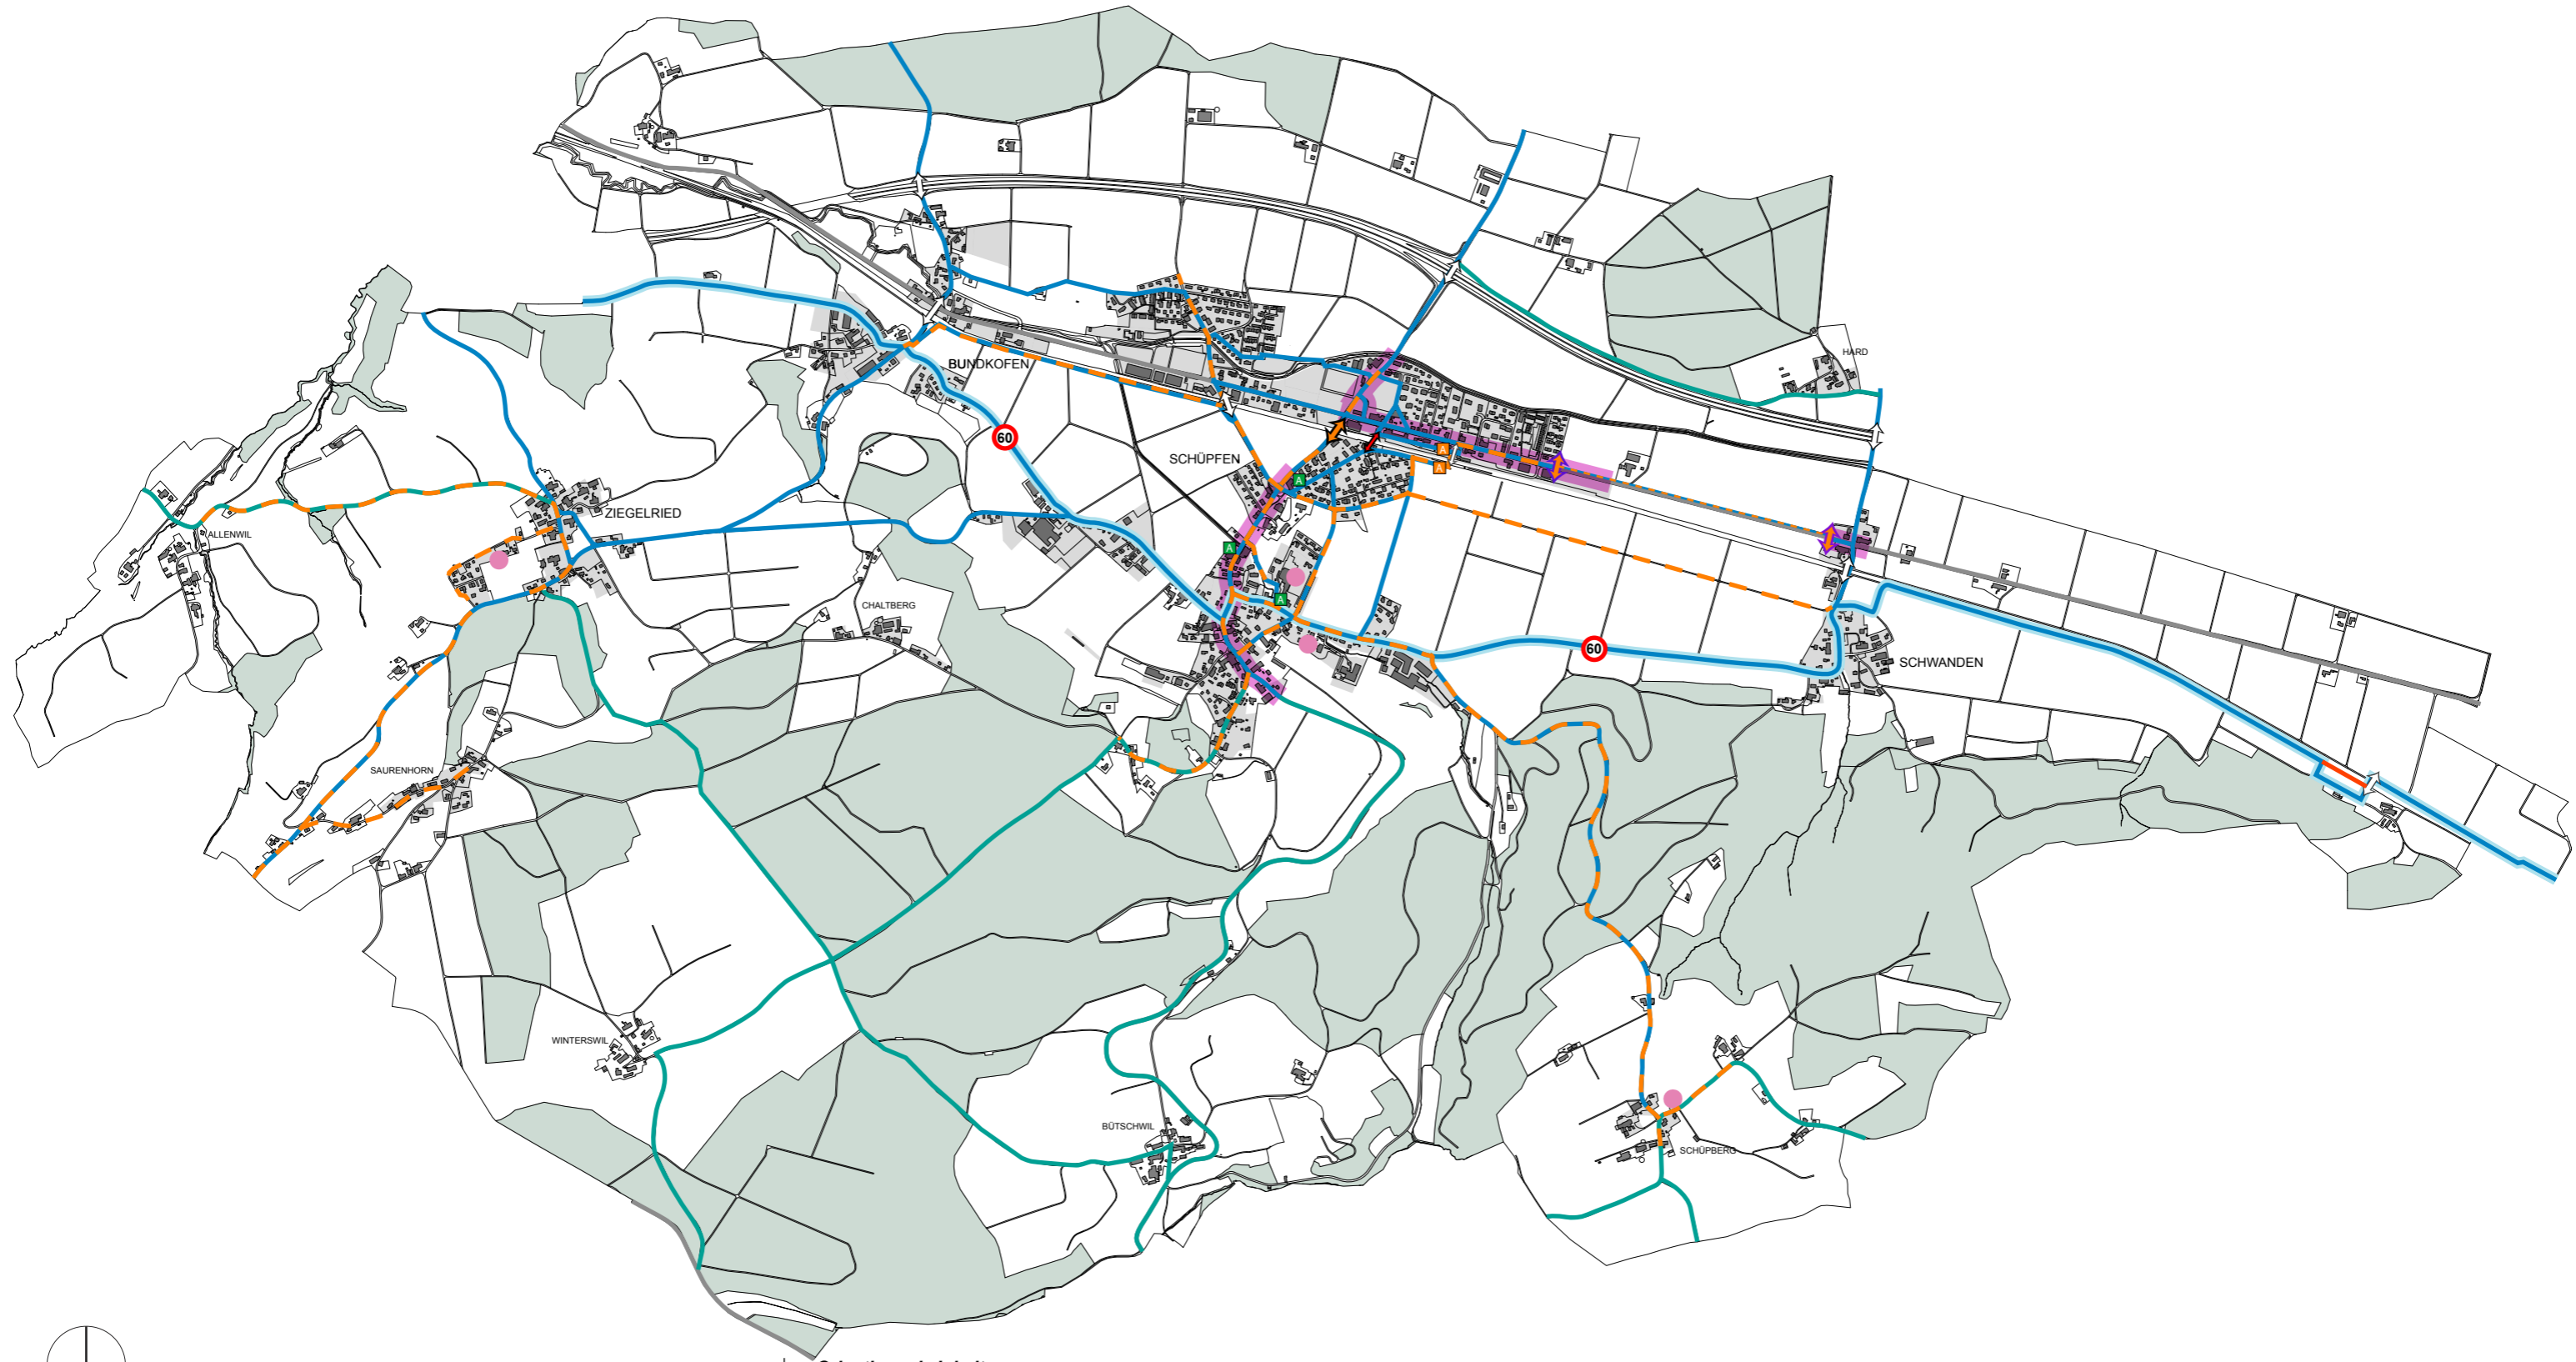 HARD
BUNDKOFEN
60
SCHÜPFEN
A
A
A
ZIEGELRIED
ALLENWIL
A
CHALTBERG
A
60
SCHWANDEN
SAURENHORN
WINTERSWIL
BÜTSCHWIL
SCHÜPBERG